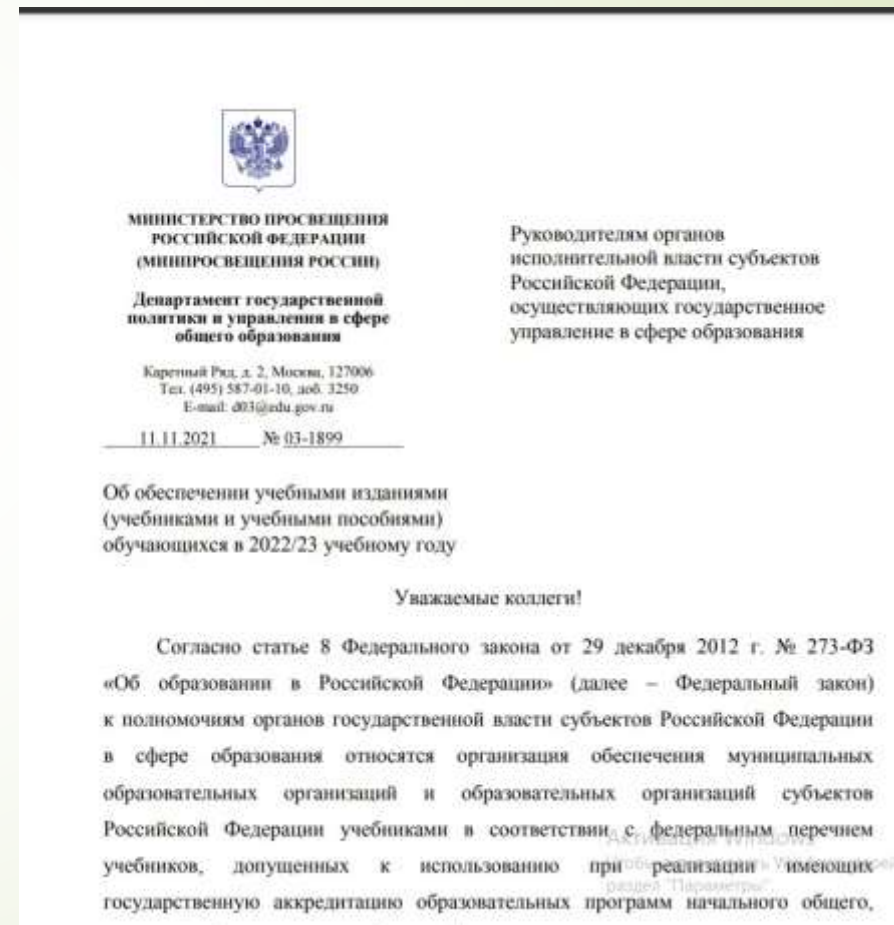 МИНИСТЕРСТВО ПРОСВЕЩЕНИЯ
РОССИЙСКОЙ ФЕДЕРАЦИИ
(МИНПРОСВЕЩЕНИЯ РОССИИ)
Департамент государственной
политики и управления в сфере
общего образования
Каретный Ряд, д. 2, Москва, 127006
Тел. (495) 587-01-10, доб. 3250
E-mail: d03@edu.gov.ru
11.11.2021 № 03-1899
Руководителям органов
исполнительной власти субъектов
Российской Федерации,
осуществляющих государственное
управление в сфере образования
Об обеспечении учебными изданиями
(учебниками и учебными пособиями)
обучающихся в 2022/23 учебному году
Уважаемые коллеги!
Согласно статье 8 Федерального закона от 29 декабря 2012 г. № 273-ФЗ
«Об образовании в Российской Федерации» (далее – Федеральный закон)
к полномочиям органов государственной власти субъектов Российской Федерации
в сфере образования относятся организация обеспечения муниципальных
образовательных организаций и образовательных организаций субъектов
Российской Федерации учебниками в соответствии с федеральным перечнем
учебников, допущенных к использованию при реализации имеющих
государственную аккредитацию образовательных программ начального общего,
Активация Windows
раздел "Параметры".